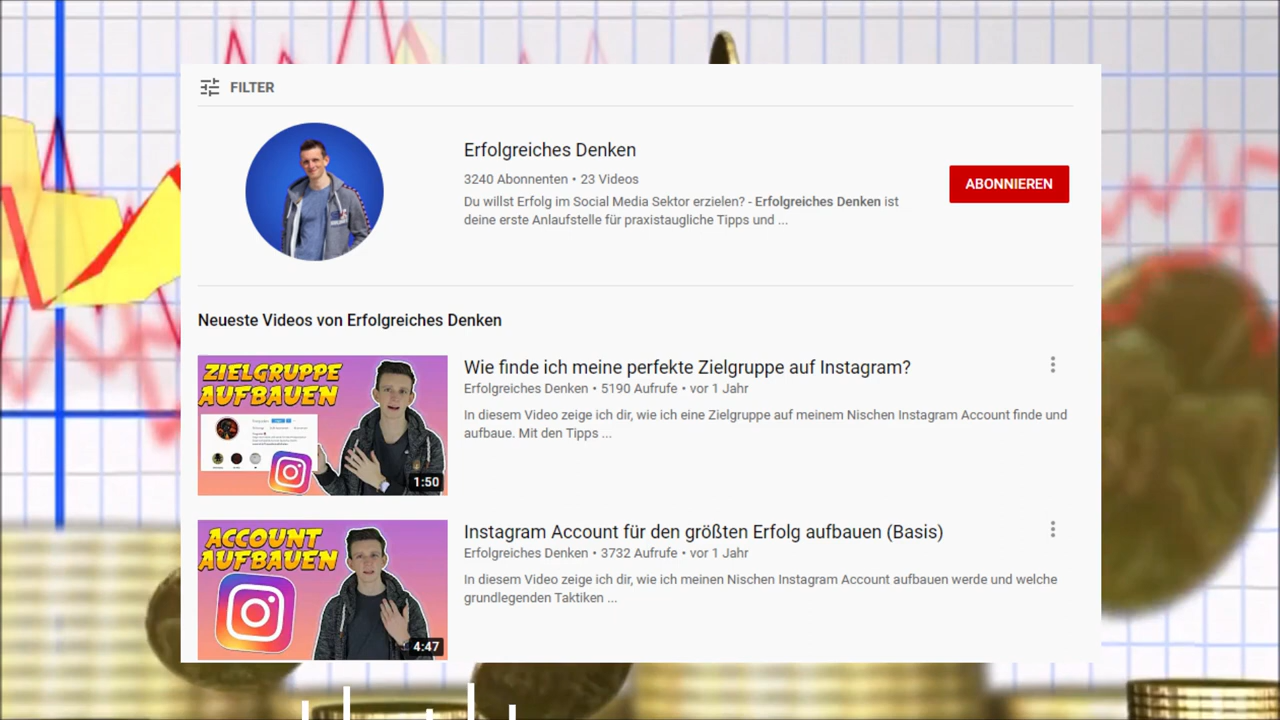 FILTER
Erfolgreiches Denken
3240 Abonnenten • 23 Videos
Du willst Erfolg im Social Media Sektor erzielen? - Erfolgreiches Denken ist
deine erste Anlaufstelle für praxistaugliche Tipps und ...
ABONNIEREN
Neueste Videos von Erfolgreiches Denken
ZIELGRUPPE
AUFBAUEN
1:50
Wie finde ich meine perfekte Zielgruppe auf Instagram?
Erfolgreiches Denken • 5190 Aufrufe • vor 1 Jahr
In diesem Video zeige ich dir, wie ich eine Zielgruppe auf meinem Nischen Instagram Account finde und
aufbaue. Mit den Tipps ...
ACCOUNT
AUFBAUEN
4:47
Instagram Account für den größten Erfolg aufbauen (Basis)
Erfolgreiches Denken • 3732 Aufrufe • vor 1 Jahr
In diesem Video zeige ich dir, wie ich meinen Nischen Instagram Account aufbauen werde und welche
grundlegenden Taktiken ...